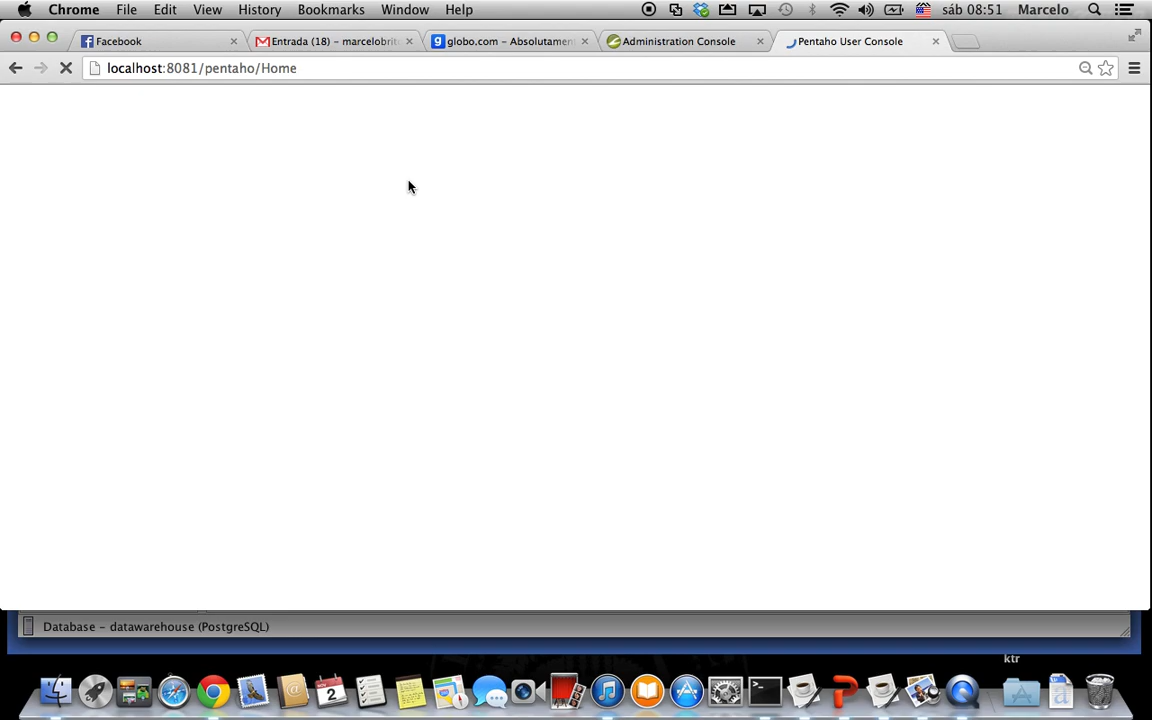 Chrome File Edit View History Bookmarks Window Help sáb 08:51 Marcelo
Facebook Entrada (18) – marcelobrit globo.com – Absolutamen Administration Console Pentaho User Console
localhost:8081/pentaho/Home
Database – datawarehouse (PostgreSQL)
ktr
2